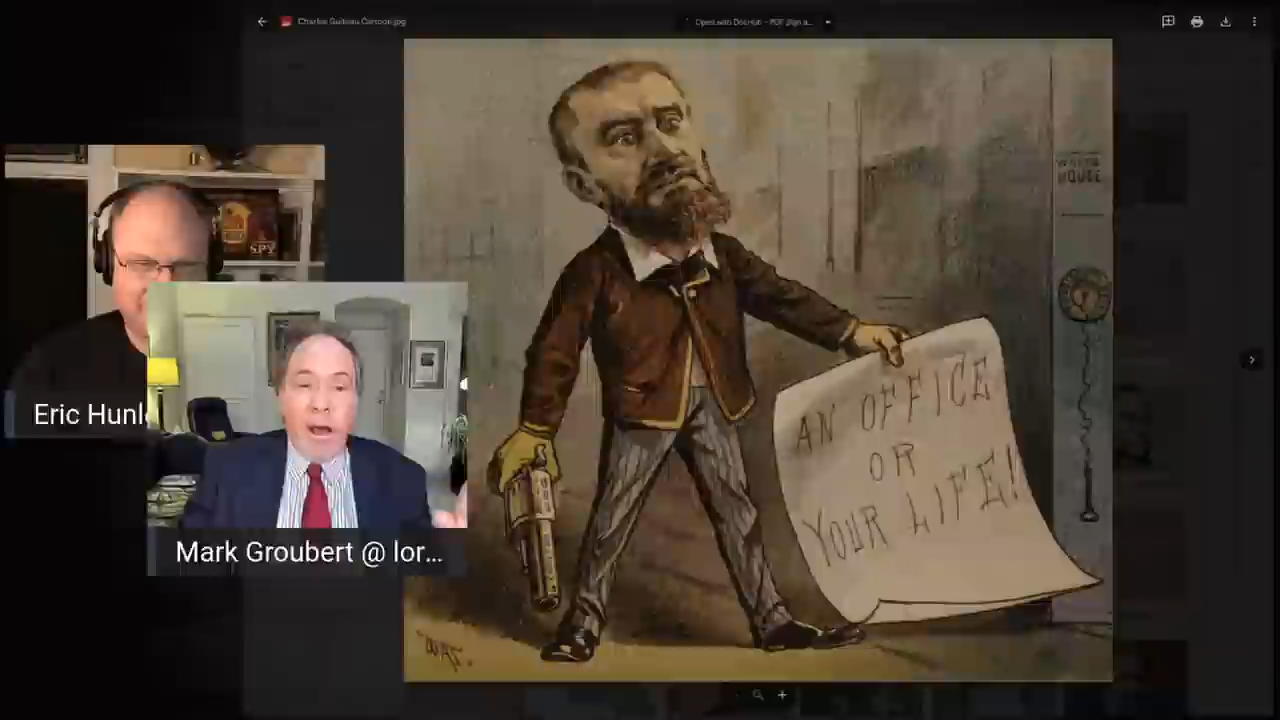 Charles Guiteau Cartoon.jpg
Open with DocHub - PDF Sign a...
WHITE
HOUSE
SPY
AN OFFICE
OR
YOUR LIFE!
Eric Hunl
Mark Groubert @ lor...